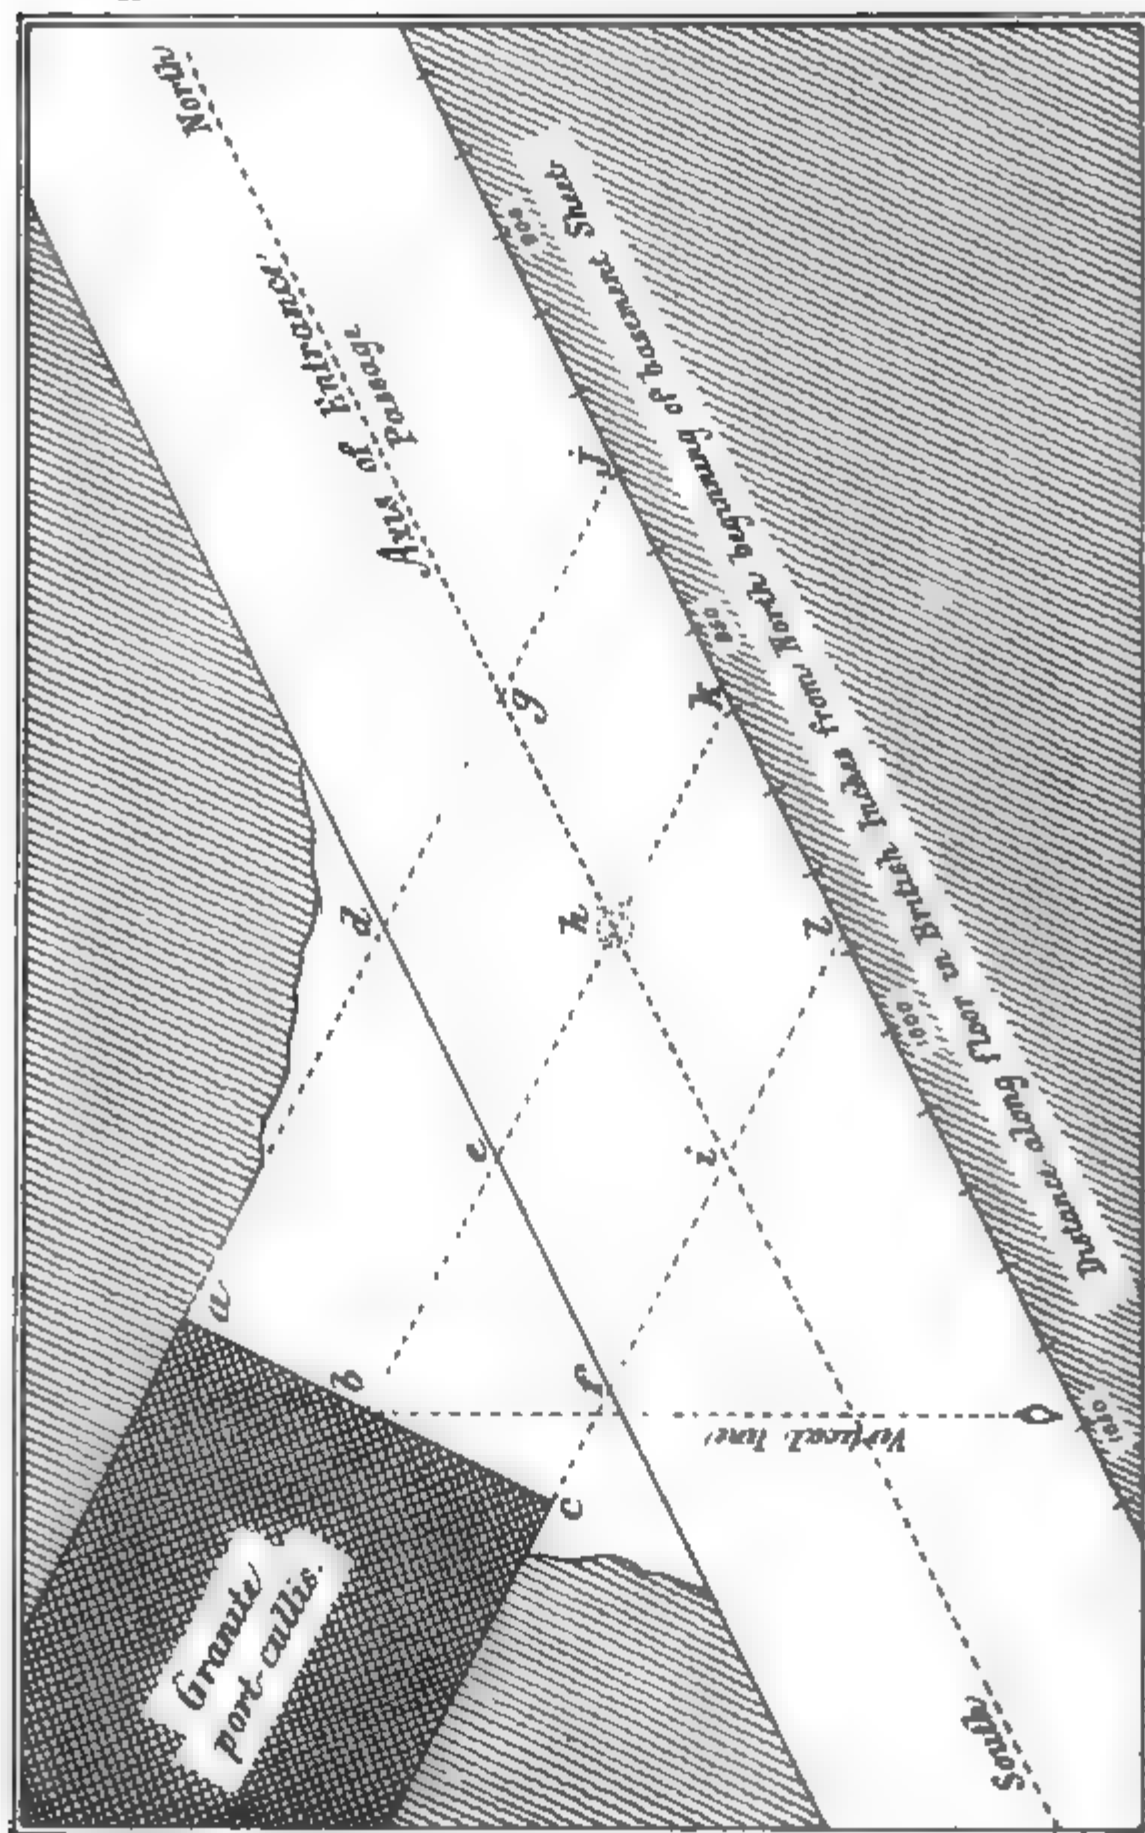 North
Axis of Entrance
Passage
Distance along floor in British Inches from North beginning of basement Sheet
900
950
1000
1050
a
b
c
d
e
f
g
h
i
k
l
Vertical line
Granite
port-cullis.
South